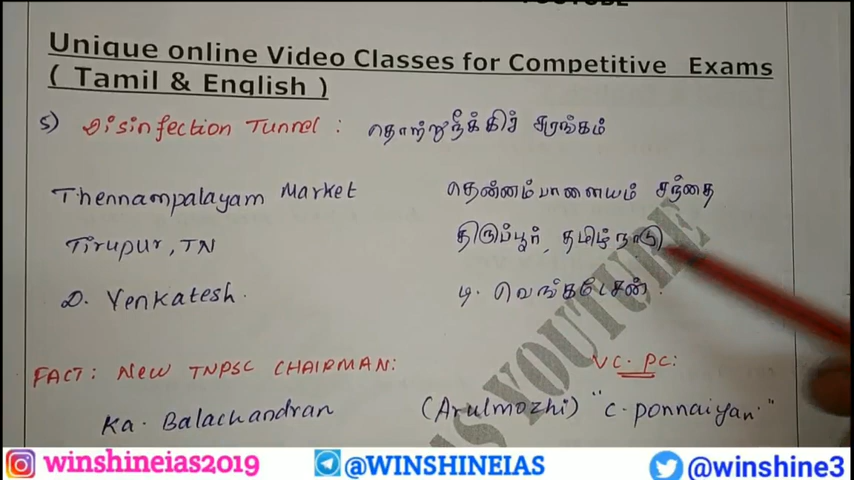 Unique online Video Classes for Competitive Exams
( Tamil & English )
5) Disinfection Tunnel : தொற்றுநீக்கிச் சுரங்கம்
Thennampalayam Market தென்னம்பாளையம் சந்தை
Tirupur, TN திருப்பூர், தமிழ்நாடு
D. Venkatesh. டி. வெங்கடேசன்.
FACT: New TNPSC CHAIRMAN: VC. PC:
Ka. Balachandran (Arulmozhi) "C. Ponnaiyan."
AS YOUTUBE
winshineias2019 @WINSHINEIAS @winshine3